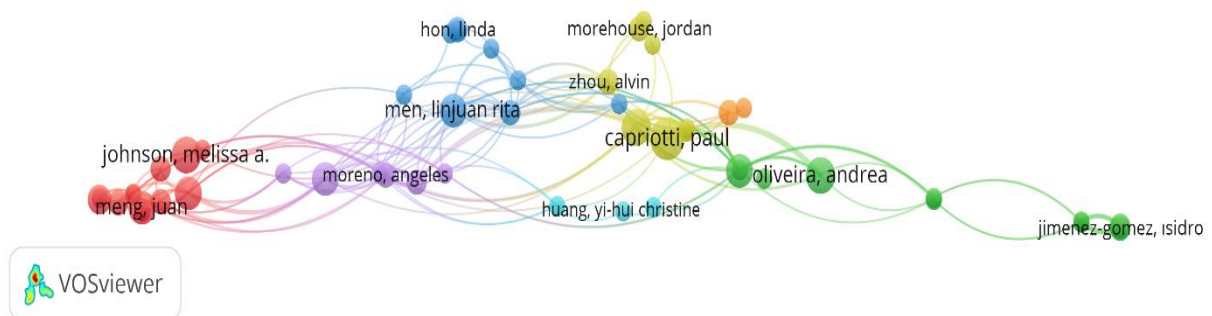 hon, linda
morehouse, jordan
zhou, alvin
men, linjuan rita
capriotti, paul
johnson, melissa a.
moreno, angeles
oliveira, andrea
meng, juan
huang, yi-hui christine
jimenez-gomez, ısidro
VOSviewer